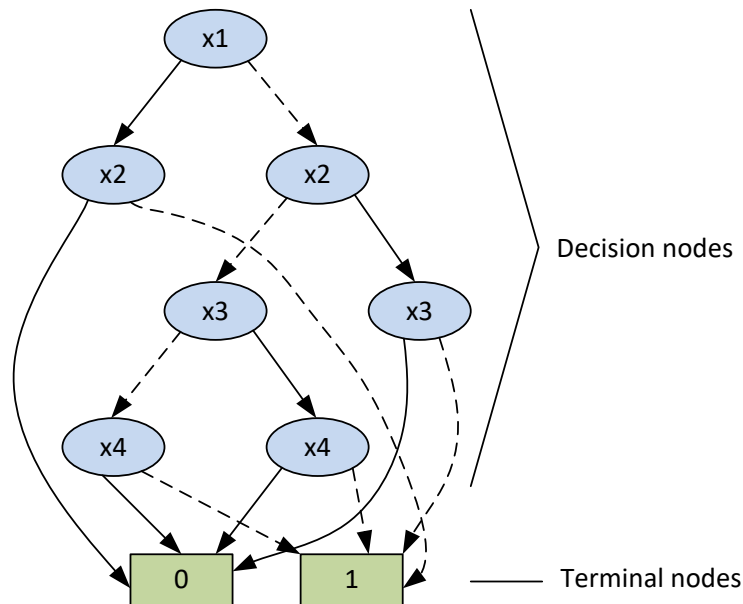 x1
x2
x2
Decision nodes
x3
x3
x4
x4
0
1
Terminal nodes